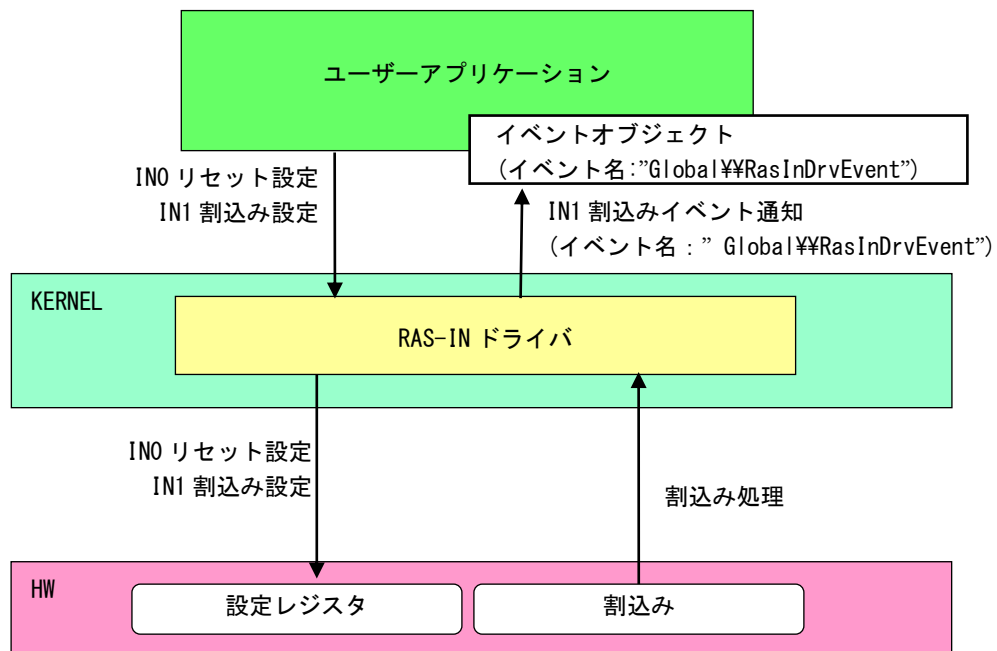 ユーザーアプリケーション
イベントオブジェクト
(イベント名:”Global¥¥RasInDrvEvent”)
IN0 リセット設定
IN1 割込み設定
IN1 割込みイベント通知
(イベント名：” Global¥¥RasInDrvEvent”)
KERNEL
RAS-IN ドライバ
IN0 リセット設定
IN1 割込み設定
割込み処理
HW
設定レジスタ
割込み